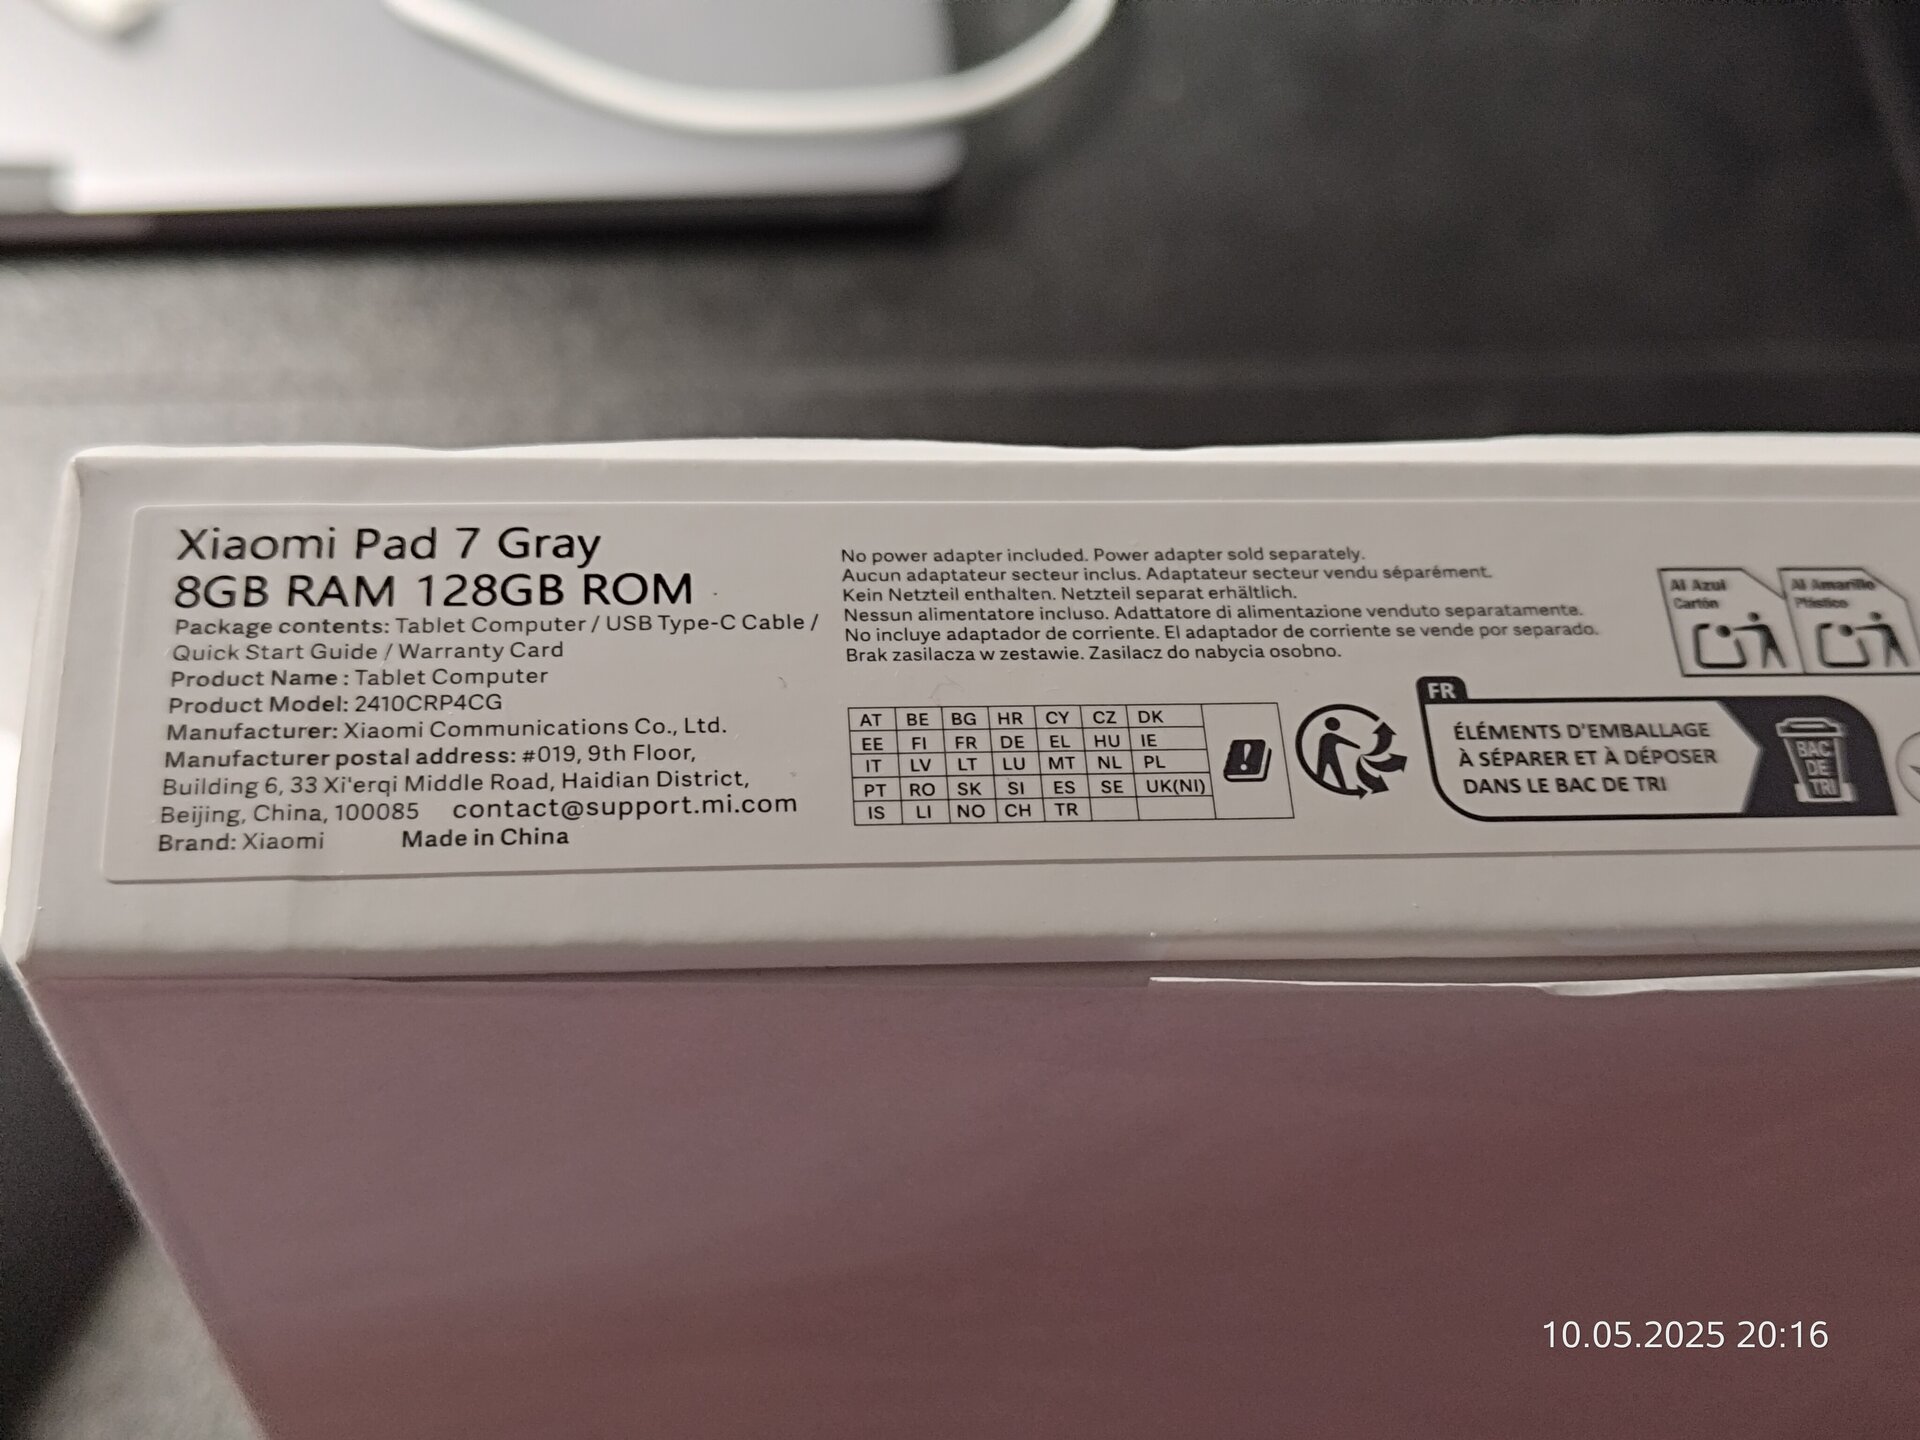 Xiaomi Pad 7 Gray
8GB RAM 128GB ROM
Package contents: Tablet Computer / USB Type-C Cable /
Quick Start Guide / Warranty Card
Product Name : Tablet Computer
Product Model: 2410CRP4CG
Manufacturer: Xiaomi Communications Co., Ltd.
Manufacturer postal address: #019, 9th Floor,
Building 6, 33 Xi'erqi Middle Road, Haidian District,
Beijing, China, 100085 contact@support.mi.com
Brand: Xiaomi Made in China
No power adapter included. Power adapter sold separately.
Aucun adaptateur secteur inclus. Adaptateur secteur vendu séparément.
Kein Netzteil enthalten. Netzteil separat erhältlich.
Nessun alimentatore incluso. Adattatore di alimentazione venduto separatamente.
No incluye adaptador de corriente. El adaptador de corriente se vende por separado.
Brak zasilacza w zestawie. Zasilacz do nabycia osobno.
AT BE BG HR CY CZ DK
EE FI FR DE EL HU IE
IT LV LT LU MT NL PL
PT RO SK SI ES SE UK(NI)
IS LI NO CH TR
Al Azul
Cartón
Al Amarillo
Plástico
FR
ÉLÉMENTS D'EMBALLAGE
À SÉPARER ET À DÉPOSER
DANS LE BAC DE TRI
BAC
DE
TRI
10.05.2025 20:16